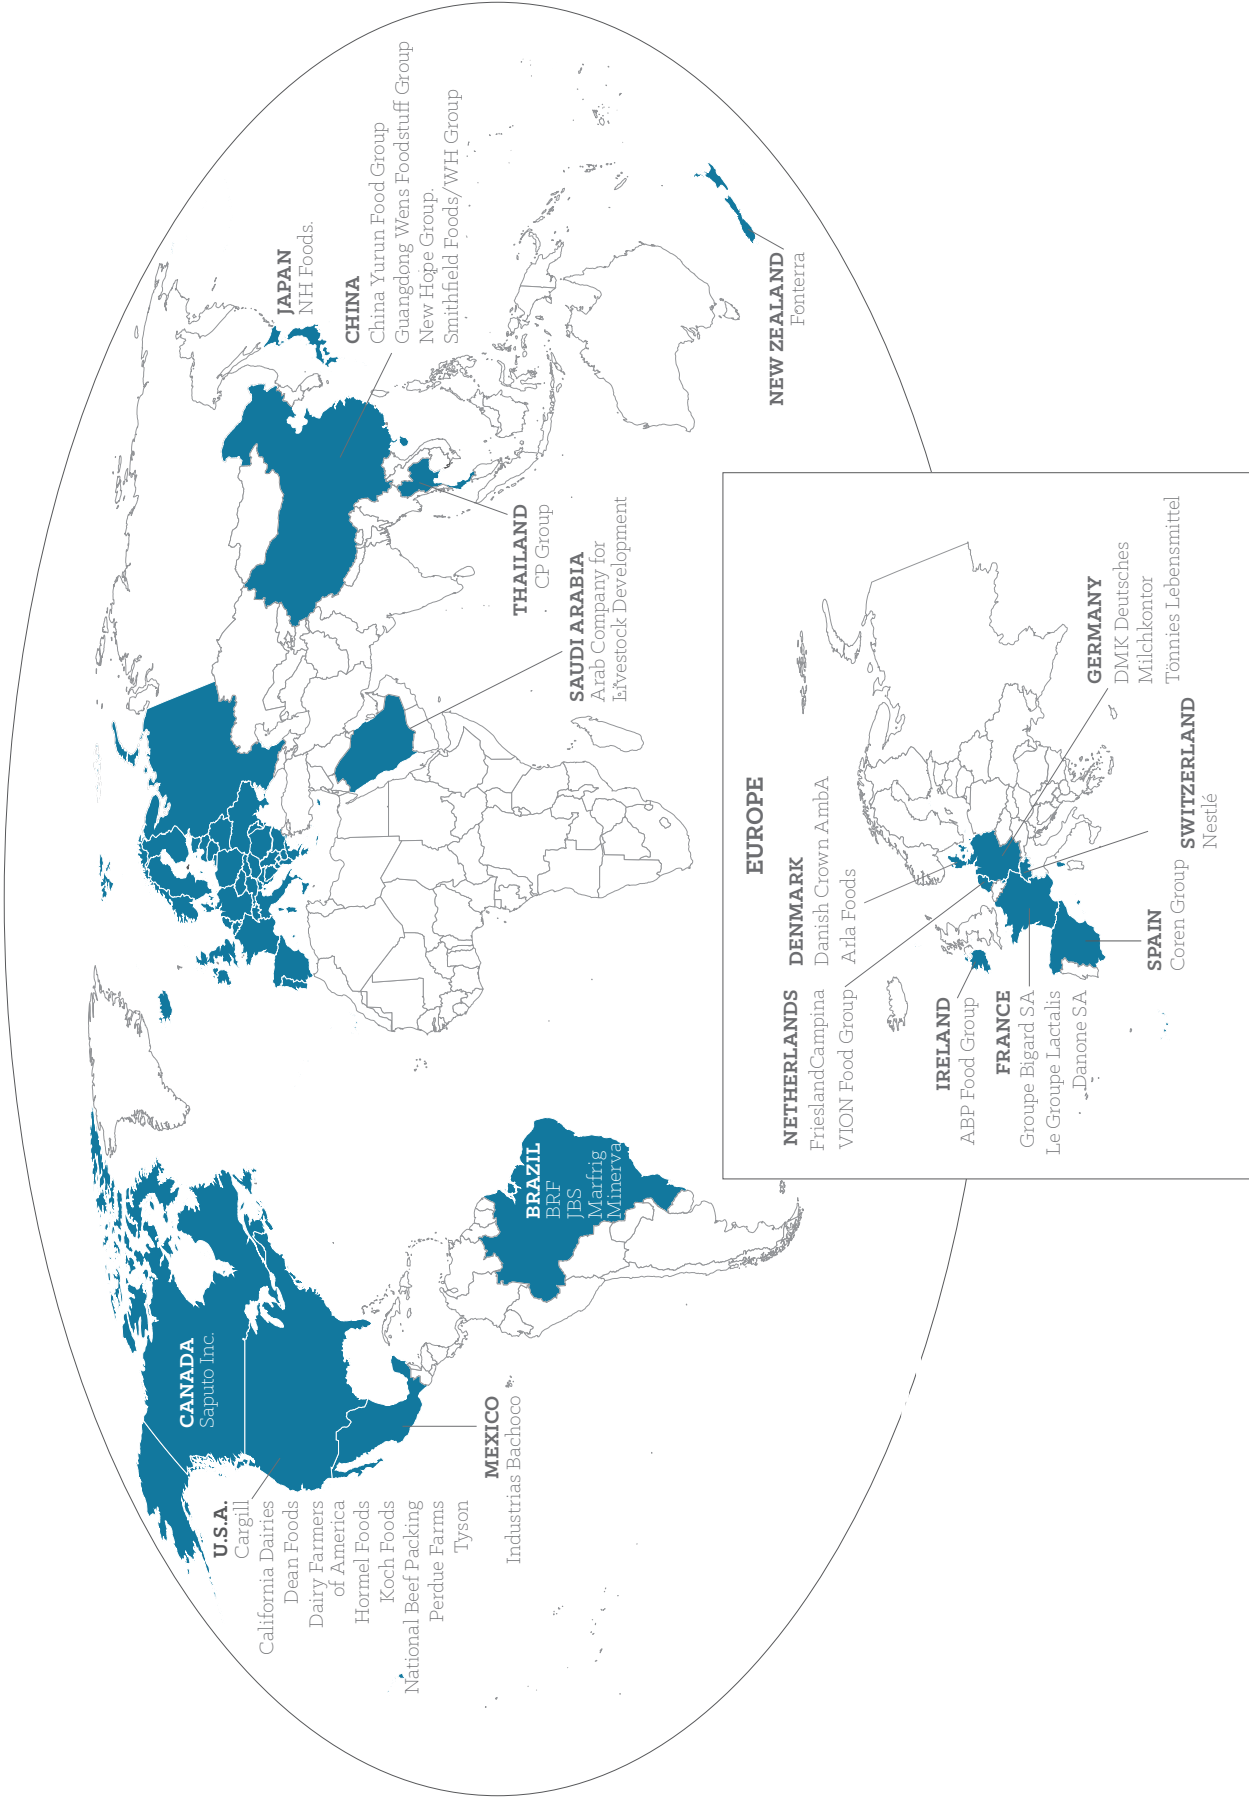 CANADA
Saputo Inc.
U.S.A.
Cargill
California Dairies
Dean Foods
Dairy Farmers
of America
Hormel Foods
Koch Foods
National Beef Packing
Perdue Farms
Tyson
MEXICO
Industrias Bachoco
BRAZIL
BRF
JBS
Marfrig
Minerva
JAPAN
NH Foods.
CHINA
China Yurun Food Group
Guangdong Wens Foodstuff Group
New Hope Group.
Smithfield Foods/WH Group
THAILAND
CP Group
SAUDI ARABIA
Arab Company for
Livestock Development
NEW ZEALAND
Fonterra
EUROPE
NETHERLANDS
FrieslandCampina
VION Food Group
DENMARK
Danish Crown AmbA
Arla Foods
IRELAND
ABP Food Group
FRANCE
Groupe Bigard SA
Le Groupe Lactalis
Danone SA
GERMANY
DMK Deutsches
Milchkontor
Tönnies Lebensmittel
SPAIN
Coren Group
SWITZERLAND
Nestlé